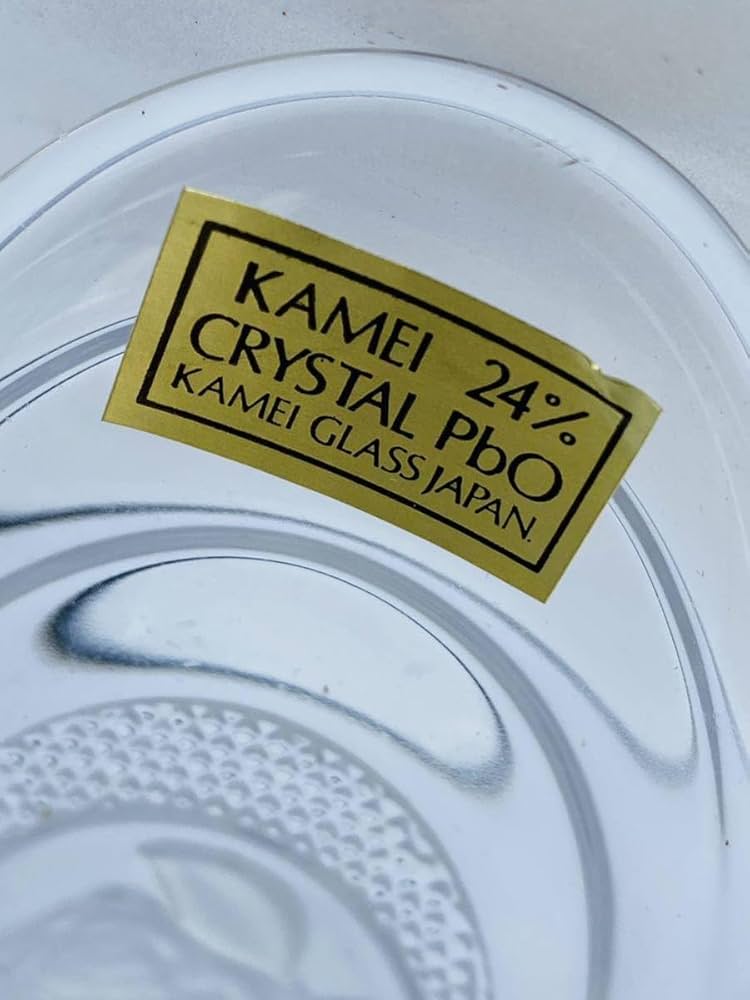 KAMEI 24%
CRYSTAL PbO
KAMEI GLASS JAPAN.